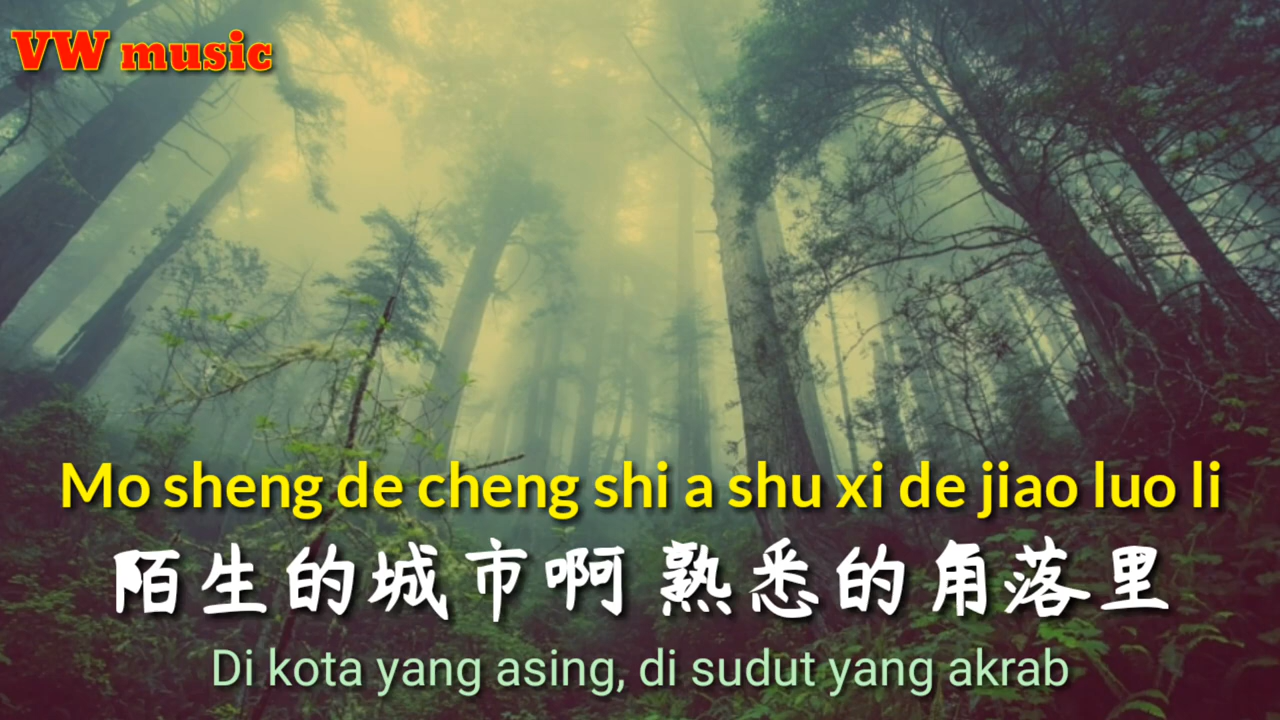 VW music
Mo sheng de cheng shi a shu xi de jiao luo li
陌生的城市啊 熟悉的角落里
Di kota yang asing, di sudut yang akrab